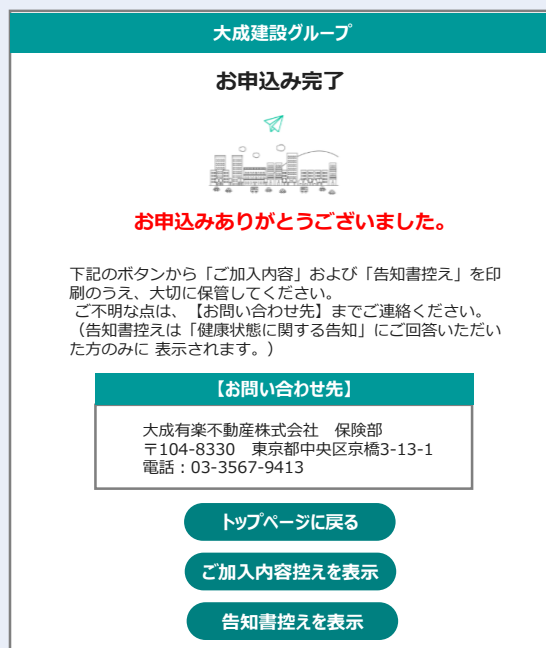 大成建設グループ
お申込み完了
お申込みありがとうございました。
下記のボタンから「ご加入内容」および「告知書控え」を印
刷のうえ、大切に保管してください。
ご不明な点は、【お問い合わせ先】までご連絡ください。
（告知書控えは「健康状態に関する告知」にご回答いただい
た方のみに 表示されます。）
【お問い合わせ先】
大成有楽不動産株式会社　保険部
〒104-8330　東京都中央区京橋3-13-1
電話：03-3567-9413
トップページに戻る
ご加入内容控えを表示
告知書控えを表示